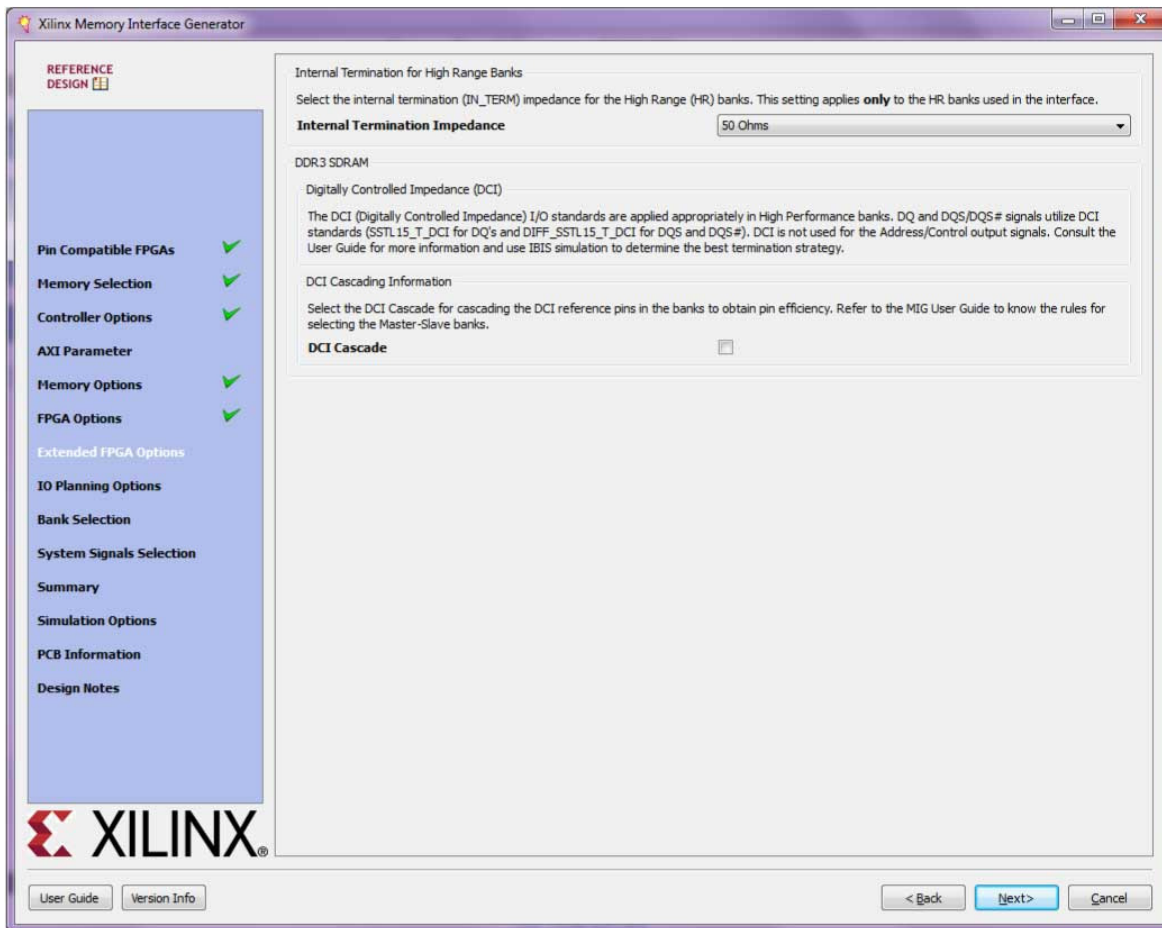 Xilinx Memory Interface Generator
REFERENCE
DESIGN
Pin Compatible FPGAs
Memory Selection
Controller Options
AXI Parameter
Memory Options
FPGA Options
Extended FPGA Options
IO Planning Options
Bank Selection
System Signals Selection
Summary
Simulation Options
PCB Information
Design Notes
XILINX®
Internal Termination for High Range Banks
Select the internal termination (IN_TERM) impedance for the High Range (HR) banks. This setting applies only to the HR banks used in the interface.
Internal Termination Impedance 50 Ohms
DDR3 SDRAM
Digitally Controlled Impedance (DCI)
The DCI (Digitally Controlled Impedance) I/O standards are applied appropriately in High Performance banks. DQ and DQS/DQS# signals utilize DCI
standards (SSTL15_T_DCI for DQ's and DIFF_SSTL15_T_DCI for DQS and DQS#). DCI is not used for the Address/Control output signals. Consult the
User Guide for more information and use IBIS simulation to determine the best termination strategy.
DCI Cascading Information
Select the DCI Cascade for cascading the DCI reference pins in the banks to obtain pin efficiency. Refer to the MIG User Guide to know the rules for
selecting the Master-Slave banks.
DCI Cascade
User Guide Version Info < Back Next> Cancel